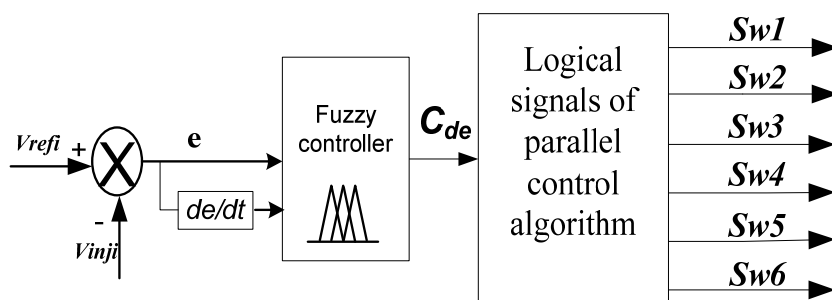 Vrefi
+
X
-
Vinji
e
de/dt
Fuzzy
controller
Cde
Logical
signals of
parallel
control
algorithm
Sw1
Sw2
Sw3
Sw4
Sw5
Sw6